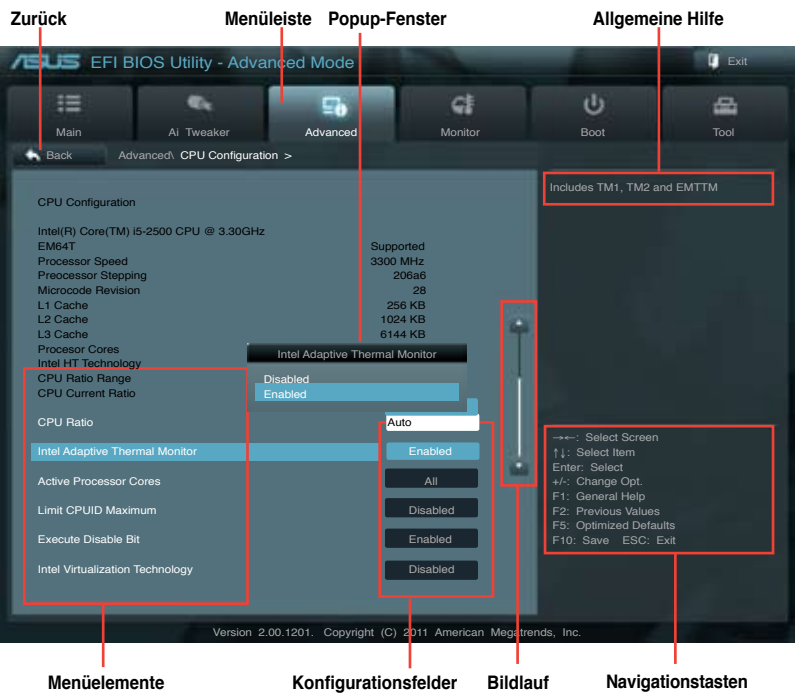 Zurück Menüleiste Popup-Fenster Allgemeine Hilfe
ASUS EFI BIOS Utility - Advanced Mode Exit
Main Ai Tweaker Advanced Monitor Boot Tool
Back Advanced\ CPU Configuration >
Includes TM1, TM2 and EMTTM
CPU Configuration
Intel(R) Core(TM) i5-2500 CPU @ 3.30GHz
EM64T Supported
Processor Speed 3300 MHz
Preocessor Stepping 206a6
Microcode Revision 28
L1 Cache 256 KB
L2 Cache 1024 KB
L3 Cache 6144 KB
Procesor Cores
Intel HT Technology
CPU Ratio Range
CPU Current Ratio
Intel Adaptive Thermal Monitor
Disabled
Enabled
CPU Ratio Auto
Intel Adaptive Thermal Monitor Enabled
Active Processor Cores All
Limit CPUID Maximum Disabled
Execute Disable Bit Enabled
Intel Virtualization Technology Disabled
→←: Select Screen
↑↓: Select Item
Enter: Select
+/-: Change Opt.
F1: General Help
F2: Previous Values
F5: Optimized Defaults
F10: Save ESC: Exit
Version 2.00.1201. Copyright (C) 2011 American Megatrends, Inc.
Menüelemente Konfigurationsfelder Bildlauf Navigationstasten